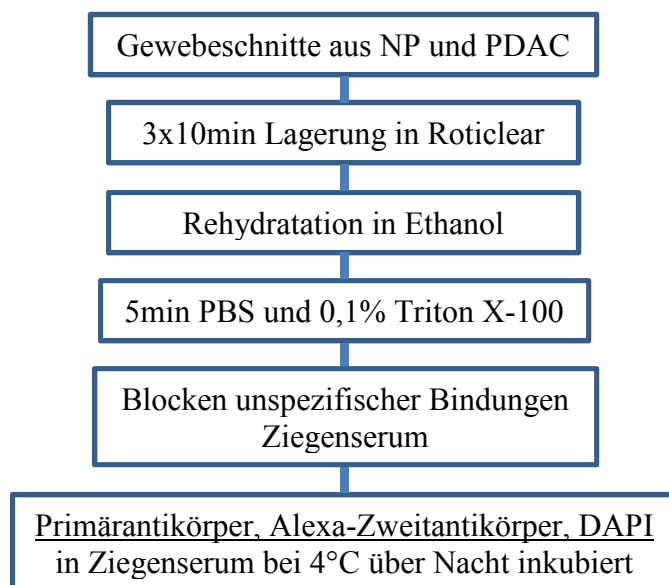 Gewebeschnitte aus NP und PDAC
3x10min Lagerung in Roticlear
Rehydratation in Ethanol
5min PBS und 0,1% Triton X-100
Blocken unspezifischer Bindungen
Ziegenserum
Primärantikörper, Alexa-Zweitantikörper, DAPI
in Ziegenserum bei 4°C über Nacht inkubiert